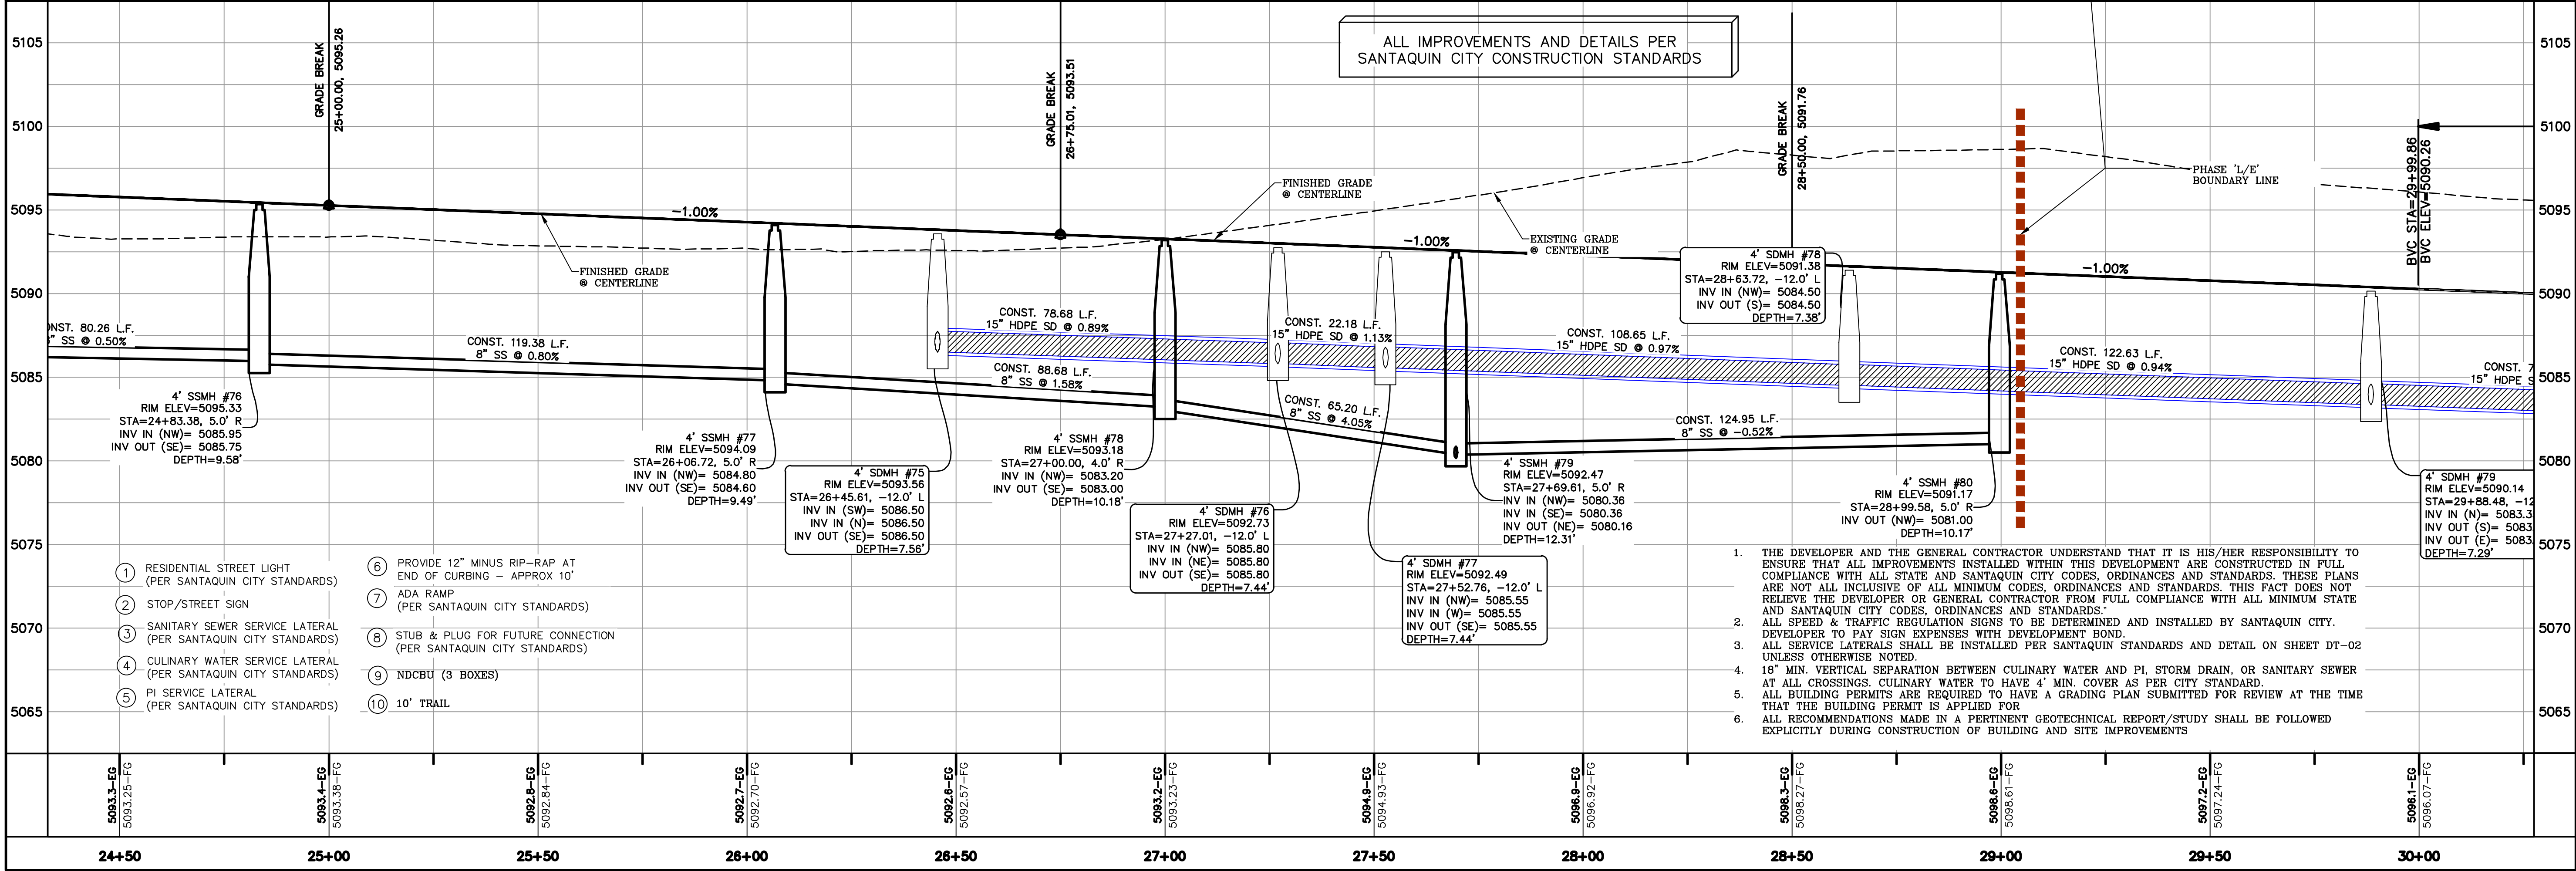 ALL IMPROVEMENTS AND DETAILS PER
SANTAQUIN CITY CONSTRUCTION STANDARDS
5105
5100
5095
5090
5085
5080
5075
5070
5065
5105
5100
5095
5090
5085
5080
5075
5070
5065
GRADE BREAK
25+00.00, 5095.26
GRADE BREAK
26+75.01, 5093.51
GRADE BREAK
28+50.00, 5091.76
BVC STA=29+99.86
BVC ELEV=5090.26
-1.00%
-1.00%
-1.00%
FINISHED GRADE
@ CENTERLINE
FINISHED GRADE
@ CENTERLINE
EXISTING GRADE
@ CENTERLINE
PHASE 'L/E'
BOUNDARY LINE
NST. 80.26 L.F.
" SS @ 0.50%
CONST. 119.38 L.F.
8" SS @ 0.80%
CONST. 78.68 L.F.
15" HDPE SD @ 0.89%
CONST. 88.68 L.F.
8" SS @ 1.58%
CONST. 22.18 L.F.
15" HDPE SD @ 1.13%
CONST. 65.20 L.F.
8" SS @ 4.05%
CONST. 108.65 L.F.
15" HDPE SD @ 0.97%
CONST. 124.95 L.F.
8" SS @ -0.52%
CONST. 122.63 L.F.
15" HDPE SD @ 0.94%
CONST. 7
15" HDPE S
4' SSMH #76
RIM ELEV=5095.33
STA=24+83.38, 5.0' R
INV IN (NW)= 5085.95
INV OUT (SE)= 5085.75
DEPTH=9.58'
4' SSMH #77
RIM ELEV=5094.09
STA=26+06.72, 5.0' R
INV IN (NW)= 5084.80
INV OUT (SE)= 5084.60
DEPTH=9.49'
4' SDMH #75
RIM ELEV=5093.56
STA=26+45.61, -12.0' L
INV IN (SW)= 5086.50
INV IN (N)= 5086.50
INV OUT (SE)= 5086.50
DEPTH=7.56'
4' SSMH #78
RIM ELEV=5093.18
STA=27+00.00, 4.0' R
INV IN (NW)= 5083.20
INV OUT (SE)= 5083.00
DEPTH=10.18'
4' SDMH #76
RIM ELEV=5092.73
STA=27+27.01, -12.0' L
INV IN (NW)= 5085.80
INV IN (NE)= 5085.80
INV OUT (SE)= 5085.80
DEPTH=7.44'
4' SDMH #77
RIM ELEV=5092.49
STA=27+52.76, -12.0' L
INV IN (NW)= 5085.55
INV IN (W)= 5085.55
INV OUT (SE)= 5085.55
DEPTH=7.44'
4' SSMH #79
RIM ELEV=5092.47
STA=27+69.61, 5.0' R
INV IN (NW)= 5080.36
INV IN (SE)= 5080.36
INV OUT (NE)= 5080.16
DEPTH=12.31'
4' SDMH #78
RIM ELEV=5091.38
STA=28+63.72, -12.0' L
INV IN (NW)= 5084.50
INV OUT (S)= 5084.50
DEPTH=7.38'
4' SSMH #80
RIM ELEV=5091.17
STA=28+99.58, 5.0' R
INV OUT (NW)= 5081.00
DEPTH=10.17'
4' SDMH #79
RIM ELEV=5090.14
STA=29+88.48, -12
INV IN (N)= 5083.3
INV OUT (S)= 5083.
INV OUT (E)= 5083.
DEPTH=7.29'
1 RESIDENTIAL STREET LIGHT
(PER SANTAQUIN CITY STANDARDS)
2 STOP/STREET SIGN
3 SANITARY SEWER SERVICE LATERAL
(PER SANTAQUIN CITY STANDARDS)
4 CULINARY WATER SERVICE LATERAL
(PER SANTAQUIN CITY STANDARDS)
5 PI SERVICE LATERAL
(PER SANTAQUIN CITY STANDARDS)
6 PROVIDE 12" MINUS RIP-RAP AT
END OF CURBING - APPROX 10'
7 ADA RAMP
(PER SANTAQUIN CITY STANDARDS)
8 STUB & PLUG FOR FUTURE CONNECTION
(PER SANTAQUIN CITY STANDARDS)
9 NDCBU (3 BOXES)
10 10' TRAIL
1. THE DEVELOPER AND THE GENERAL CONTRACTOR UNDERSTAND THAT IT IS HIS/HER RESPONSIBILITY TO
ENSURE THAT ALL IMPROVEMENTS INSTALLED WITHIN THIS DEVELOPMENT ARE CONSTRUCTED IN FULL
COMPLIANCE WITH ALL STATE AND SANTAQUIN CITY CODES, ORDINANCES AND STANDARDS. THESE PLANS
ARE NOT ALL INCLUSIVE OF ALL MINIMUM CODES, ORDINANCES AND STANDARDS. THIS FACT DOES NOT
RELIEVE THE DEVELOPER OR GENERAL CONTRACTOR FROM FULL COMPLIANCE WITH ALL MINIMUM STATE
AND SANTAQUIN CITY CODES, ORDINANCES AND STANDARDS."
2. ALL SPEED & TRAFFIC REGULATION SIGNS TO BE DETERMINED AND INSTALLED BY SANTAQUIN CITY.
DEVELOPER TO PAY SIGN EXPENSES WITH DEVELOPMENT BOND.
3. ALL SERVICE LATERALS SHALL BE INSTALLED PER SANTAQUIN STANDARDS AND DETAIL ON SHEET DT-02
UNLESS OTHERWISE NOTED.
4. 18" MIN. VERTICAL SEPARATION BETWEEN CULINARY WATER AND PI, STORM DRAIN, OR SANITARY SEWER
AT ALL CROSSINGS. CULINARY WATER TO HAVE 4' MIN. COVER AS PER CITY STANDARD.
5. ALL BUILDING PERMITS ARE REQUIRED TO HAVE A GRADING PLAN SUBMITTED FOR REVIEW AT THE TIME
THAT THE BUILDING PERMIT IS APPLIED FOR
6. ALL RECOMMENDATIONS MADE IN A PERTINENT GEOTECHNICAL REPORT/STUDY SHALL BE FOLLOWED
EXPLICITLY DURING CONSTRUCTION OF BUILDING AND SITE IMPROVEMENTS
5093.3-EG
5093.25-FG
5093.4-EG
5093.38-FG
5092.8-EG
5092.84-FG
5092.7-EG
5092.70-FG
5092.6-EG
5092.57-FG
5093.2-EG
5093.23-FG
5094.9-EG
5094.93-FG
5096.9-EG
5096.92-FG
5098.3-EG
5098.27-FG
5098.6-EG
5098.61-FG
5097.2-EG
5097.24-FG
5096.1-EG
5096.07-FG
24+50
25+00
25+50
26+00
26+50
27+00
27+50
28+00
28+50
29+00
29+50
30+00